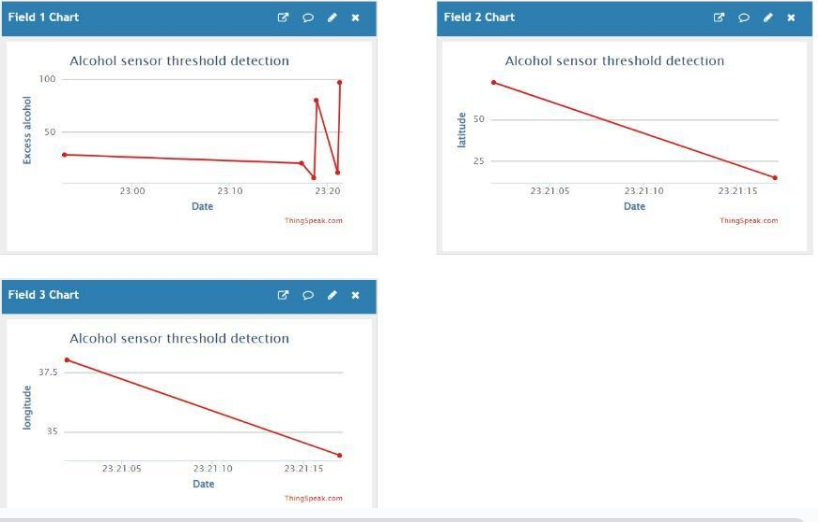 Field 1 Chart
Alcohol sensor threshold detection
100
50
Excess alcohol
23:00 23:10 23:20
Date
ThingSpeak.com
Field 2 Chart
Alcohol sensor threshold detection
50
25
latitude
23:21:05 23:21:10 23:21:15
Date
ThingSpeak.com
Field 3 Chart
Alcohol sensor threshold detection
37.5
35
longitude
23:21:05 23:21:10 23:21:15
Date
ThingSpeak.com